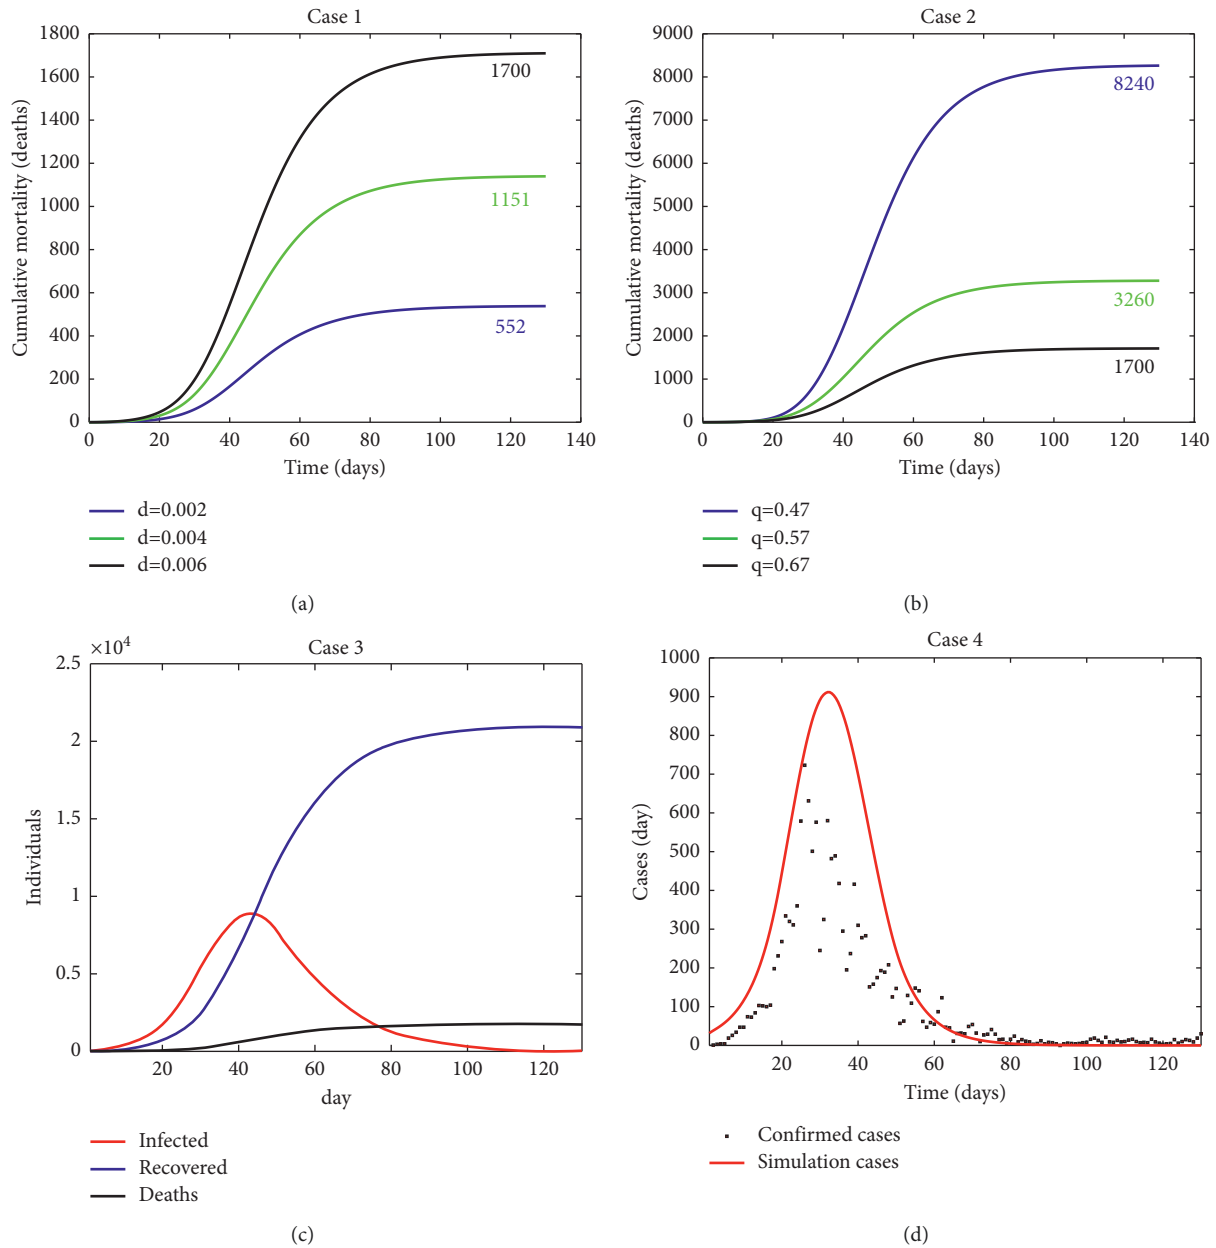 Case 1
1800
1600
1400
1200
1000
800
600
400
200
0
Cumulative mortality (deaths)
1700
1151
552
0 20 40 60 80 100 120 140
Time (days)
d=0.002
d=0.004
d=0.006
(a)
Case 2
9000
8000
7000
6000
5000
4000
3000
2000
1000
0
Cumulative mortality (deaths)
8240
3260
1700
0 20 40 60 80 100 120 140
Time (days)
q=0.47
q=0.57
q=0.67
(b)
×10⁴
Case 3
2.5
2
1.5
1
0.5
0
Individuals
20 40 60 80 100 120
day
Infected
Recovered
Deaths
(c)
Case 4
1000
900
800
700
600
500
400
300
200
100
0
Cases (day)
20 40 60 80 100 120
Time (days)
Confirmed cases
Simulation cases
(d)